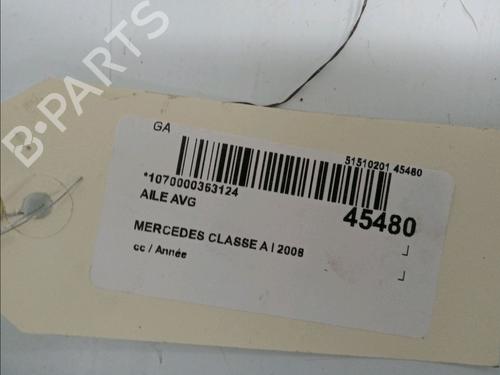 B-PARTS
GA
51510201 45480
*1070000363124
AILE AVG
45480
MERCEDES CLASSE A I 2008
cc / Année